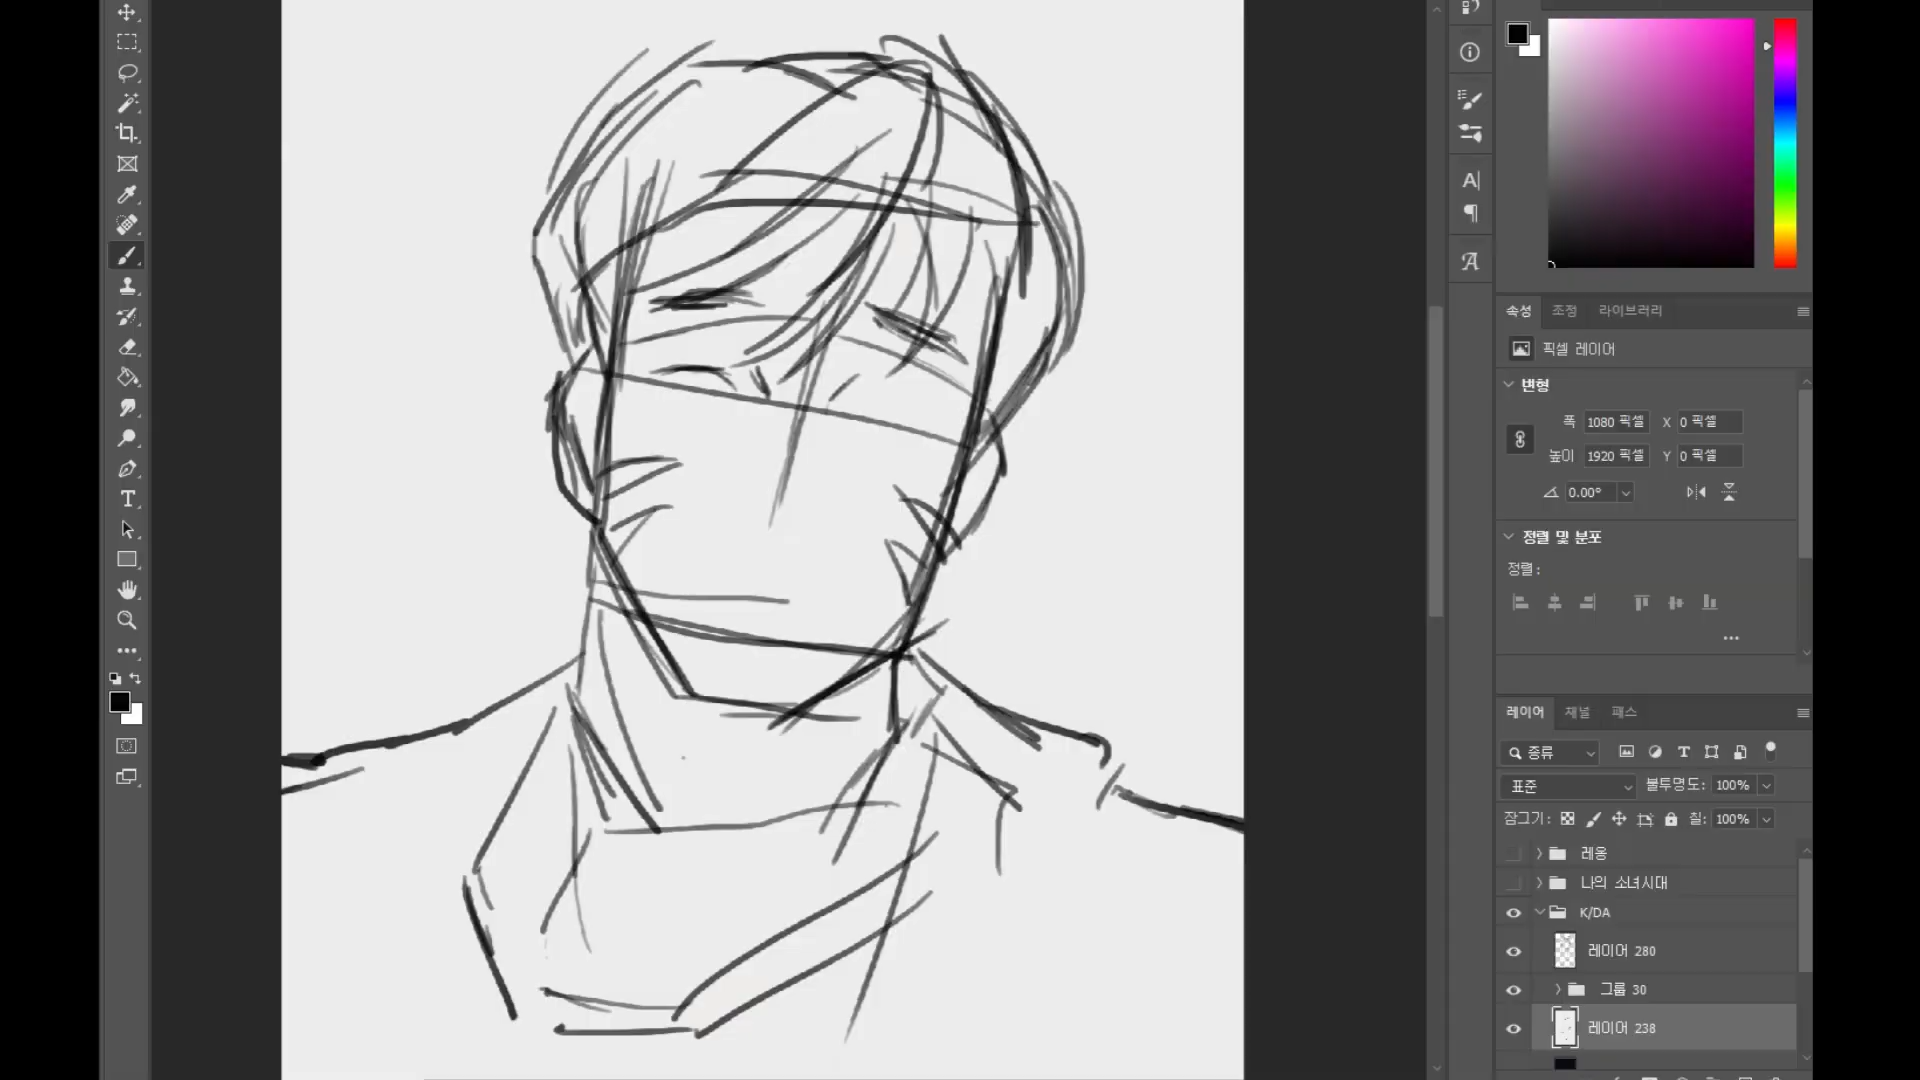 속성 조정 라이브러리
픽셀 레이어
변형
폭 1080 픽셀 X 0 픽셀
높이 1920 픽셀 Y 0 픽셀
0.00°
정렬 및 분포
정렬:
레이어 채널 패스
종류
표준 불투명도: 100%
잠그기: 칠: 100%
레옹
나의 소녀시대
K/DA
레이어 280
그룹 30
레이어 238